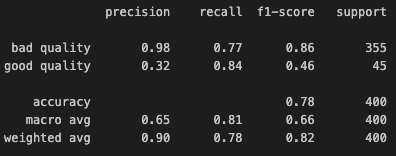 precision recall f1-score support
bad quality 0.98 0.77 0.86 355
good quality 0.32 0.84 0.46 45
accuracy 0.78 400
macro avg 0.65 0.81 0.66 400
weighted avg 0.90 0.78 0.82 400